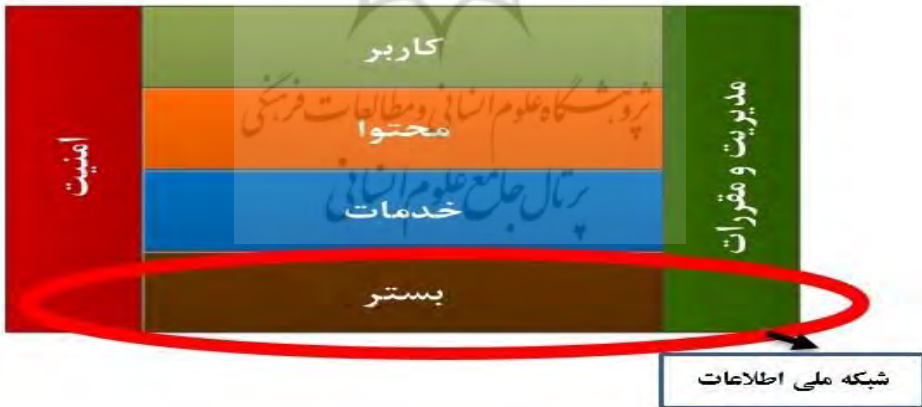 کاربر
پژوهشگاه علوم انسانی و مطالعات فرهنگی
محتوا
پرتال جامع علوم انسانی
خدمات
بستر
مدیریت و مقررات
امنیت
شبکه ملی اطلاعات